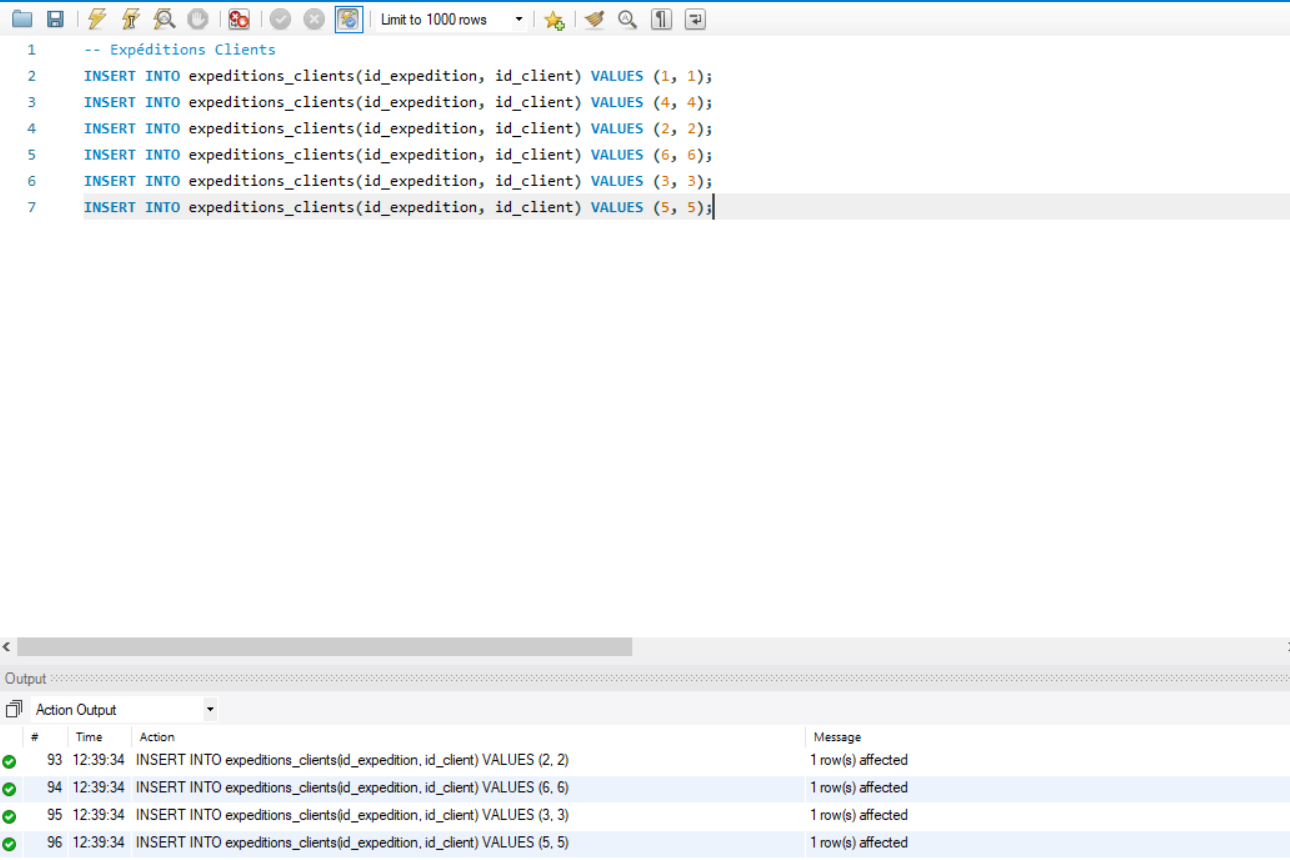 Limit to 1000 rows
1 -- Expéditions Clients
2 INSERT INTO expeditions_clients(id_expedition, id_client) VALUES (1, 1);
3 INSERT INTO expeditions_clients(id_expedition, id_client) VALUES (4, 4);
4 INSERT INTO expeditions_clients(id_expedition, id_client) VALUES (2, 2);
5 INSERT INTO expeditions_clients(id_expedition, id_client) VALUES (6, 6);
6 INSERT INTO expeditions_clients(id_expedition, id_client) VALUES (3, 3);
7 INSERT INTO expeditions_clients(id_expedition, id_client) VALUES (5, 5);
Output
Action Output
# Time Action Message
93 12:39:34 INSERT INTO expeditions_clients(id_expedition, id_client) VALUES (2, 2) 1 row(s) affected
94 12:39:34 INSERT INTO expeditions_clients(id_expedition, id_client) VALUES (6, 6) 1 row(s) affected
95 12:39:34 INSERT INTO expeditions_clients(id_expedition, id_client) VALUES (3, 3) 1 row(s) affected
96 12:39:34 INSERT INTO expeditions_clients(id_expedition, id_client) VALUES (5, 5) 1 row(s) affected